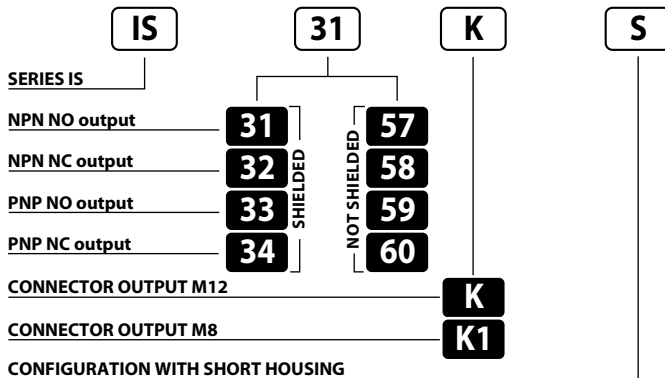 IS 31 K S
SERIES IS
NPN NO output 31 57
NPN NC output 32 58
PNP NO output 33 59
PNP NC output 34 60
SHIELDED
NOT SHIELDED
CONNECTOR OUTPUT M12 K
CONNECTOR OUTPUT M8 K1
CONFIGURATION WITH SHORT HOUSING